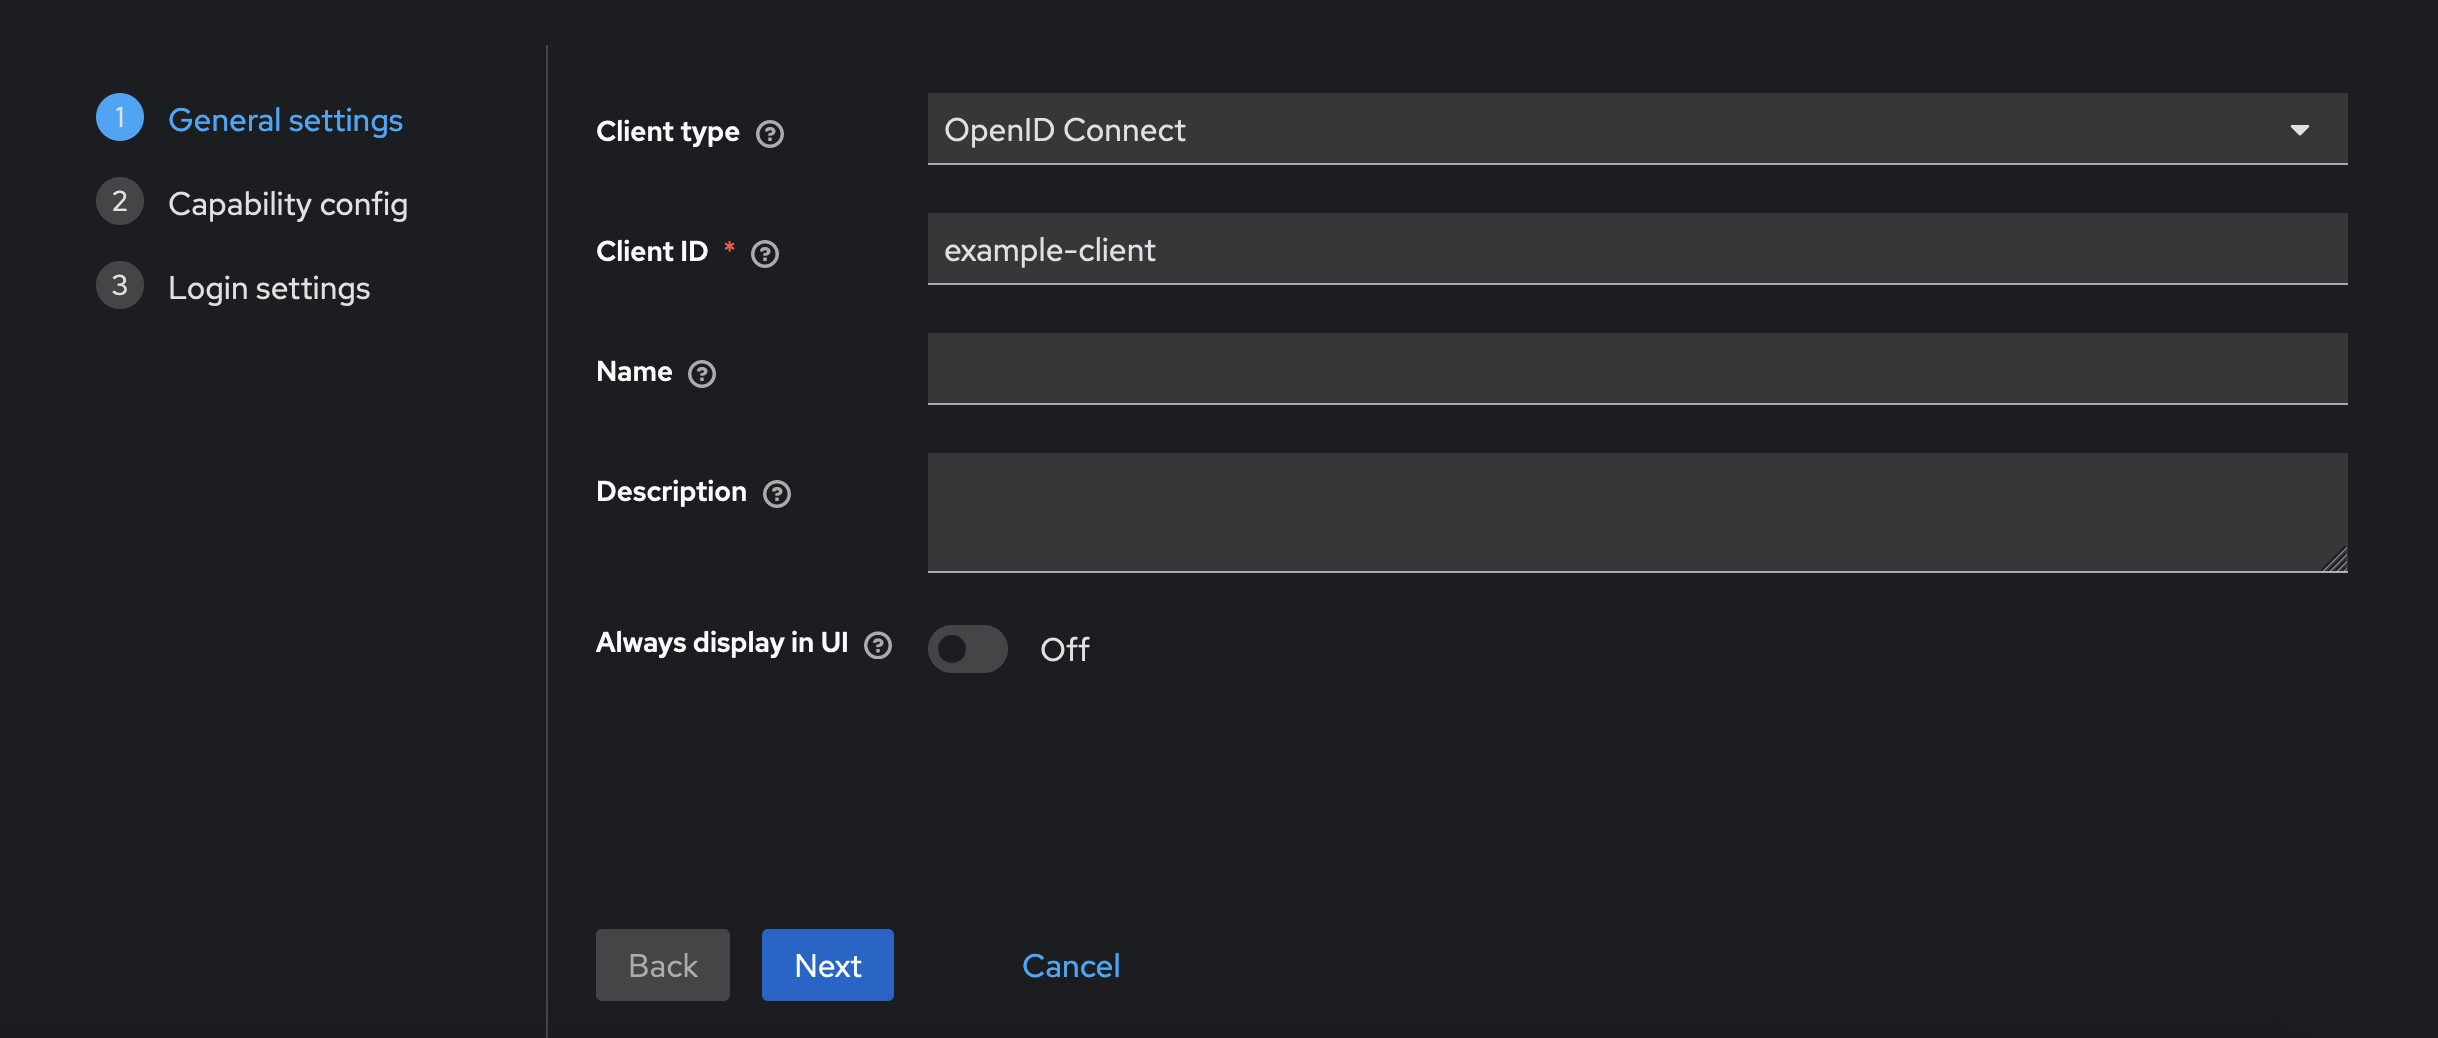 1 General settings
2 Capability config
3 Login settings
Client type ? OpenID Connect
Client ID * ? example-client
Name ?
Description ?
Always display in UI ? Off
Back Next Cancel